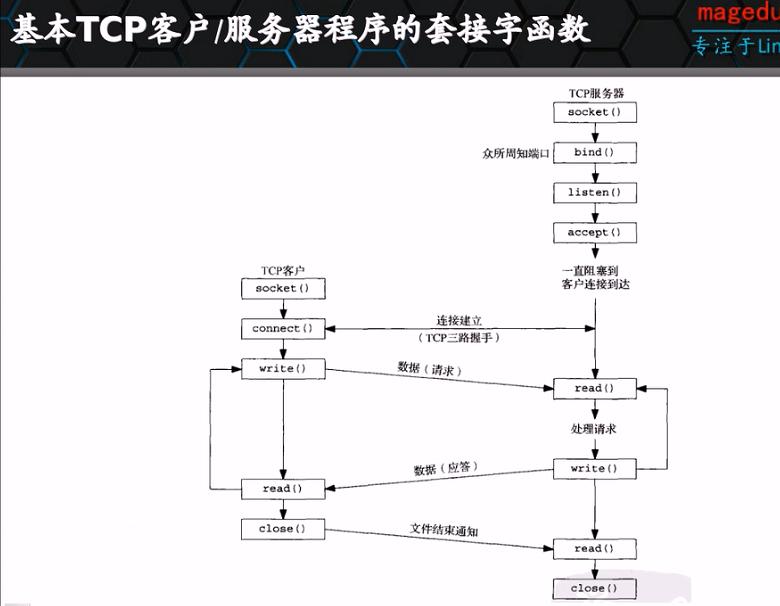 基本TCP客户/服务器程序的套接字函数
magedu
专注于Lin
TCP服务器
socket()
众所周知端口
bind()
listen()
accept()
一直阻塞到
客户连接到达
TCP客户
socket()
connect()
连接建立
(TCP三路握手)
write()
数据(请求)
read()
处理请求
数据(应答)
write()
read()
close()
文件结束通知
read()
close()